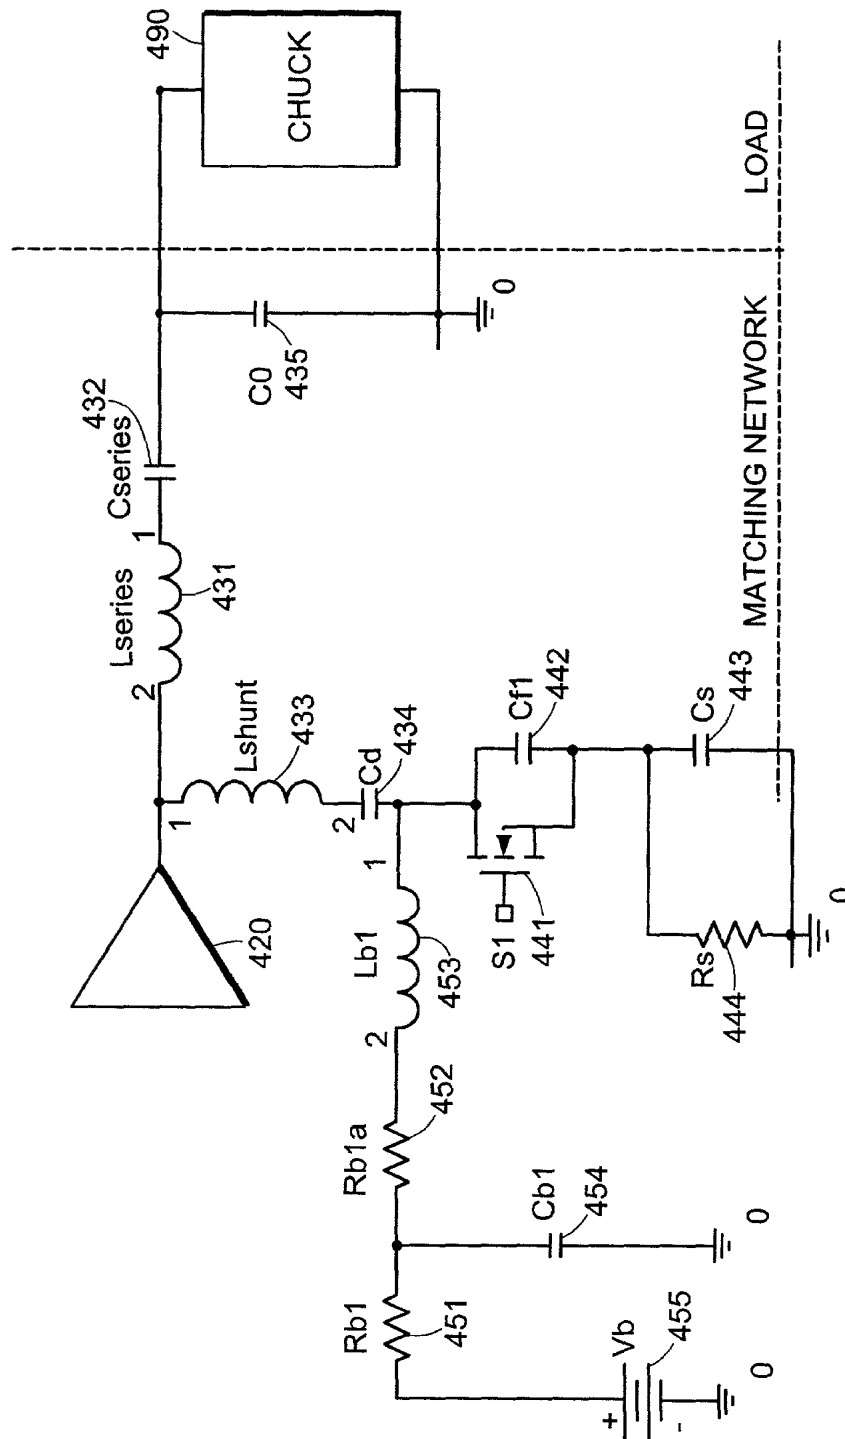 490
CHUCK
LOAD
C0
435
0
MATCHING NETWORK
Cseries
432
1
Lseries
431
2
Lshunt
433
1
2
Cd
434
Cf1
442
Cs
443
420
1
Lb1
453
2
S1
441
Rs
444
0
Rb1a
452
Cb1
454
0
Rb1
451
Vb
455
+
-
0